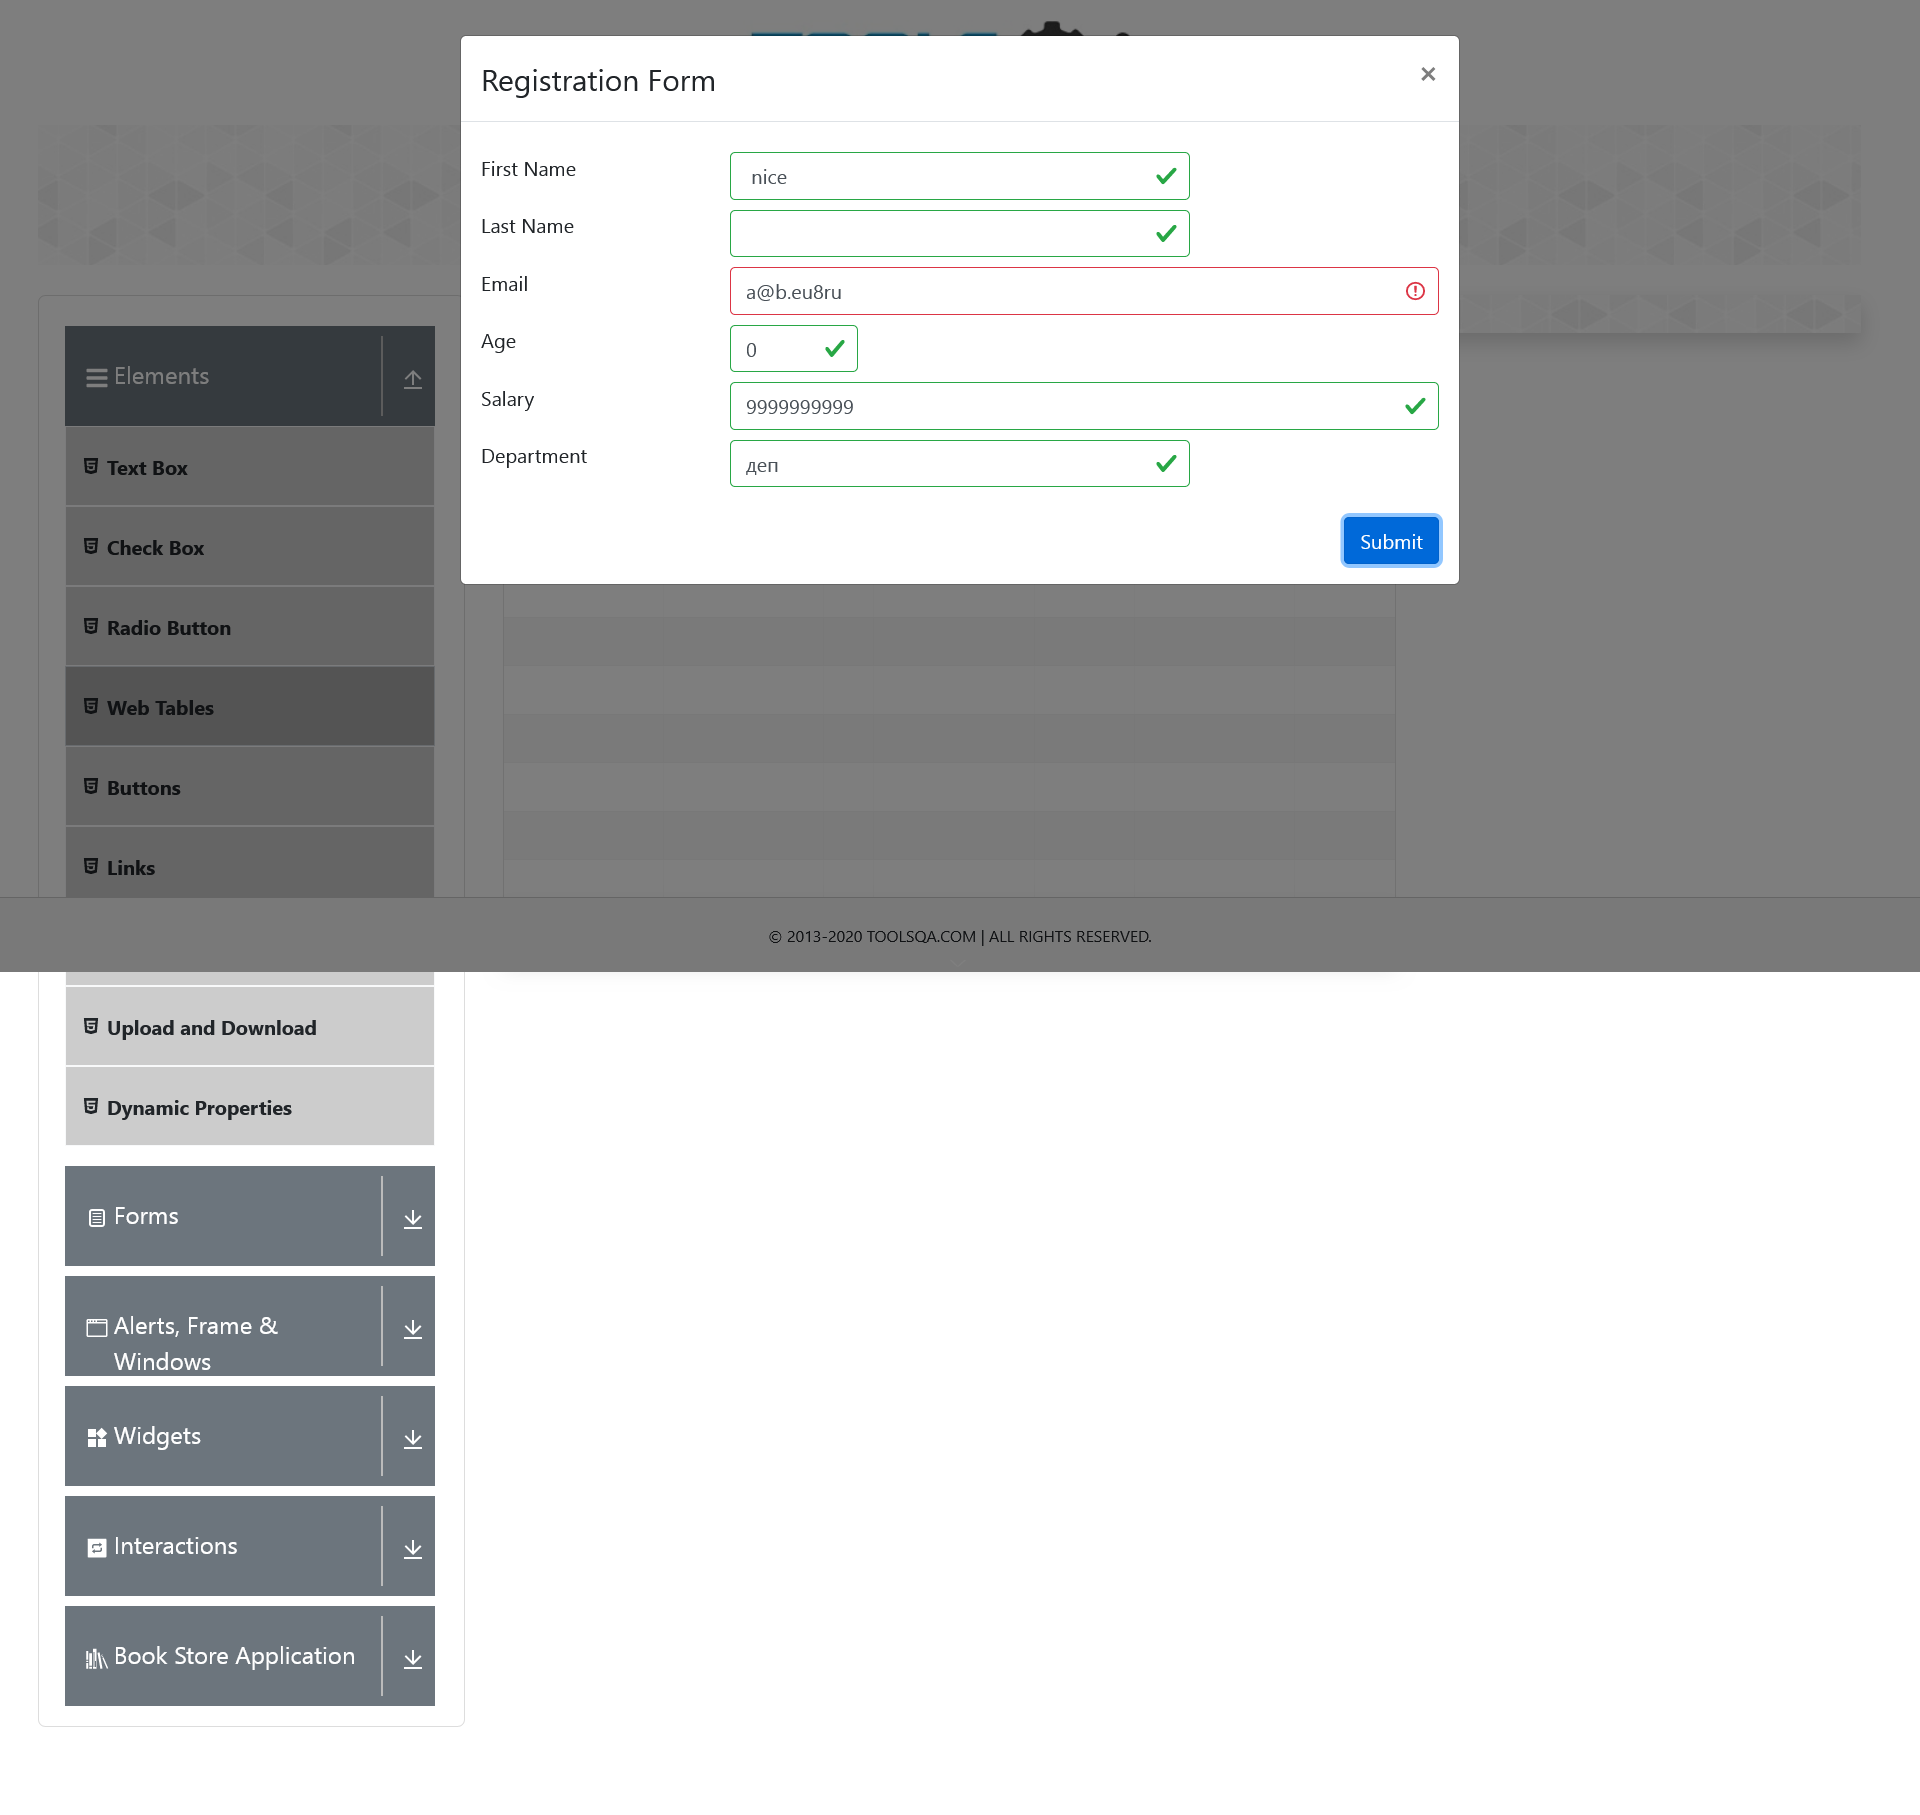 Registration Form
×
First Name
nice
Last Name
Email
a@b.eu8ru
Age
0
Salary
9999999999
Department
деп
Submit
Elements
Text Box
Check Box
Radio Button
Web Tables
Buttons
Links
© 2013-2020 TOOLSQA.COM | ALL RIGHTS RESERVED.
Upload and Download
Dynamic Properties
Forms
Alerts, Frame &
Windows
Widgets
Interactions
Book Store Application